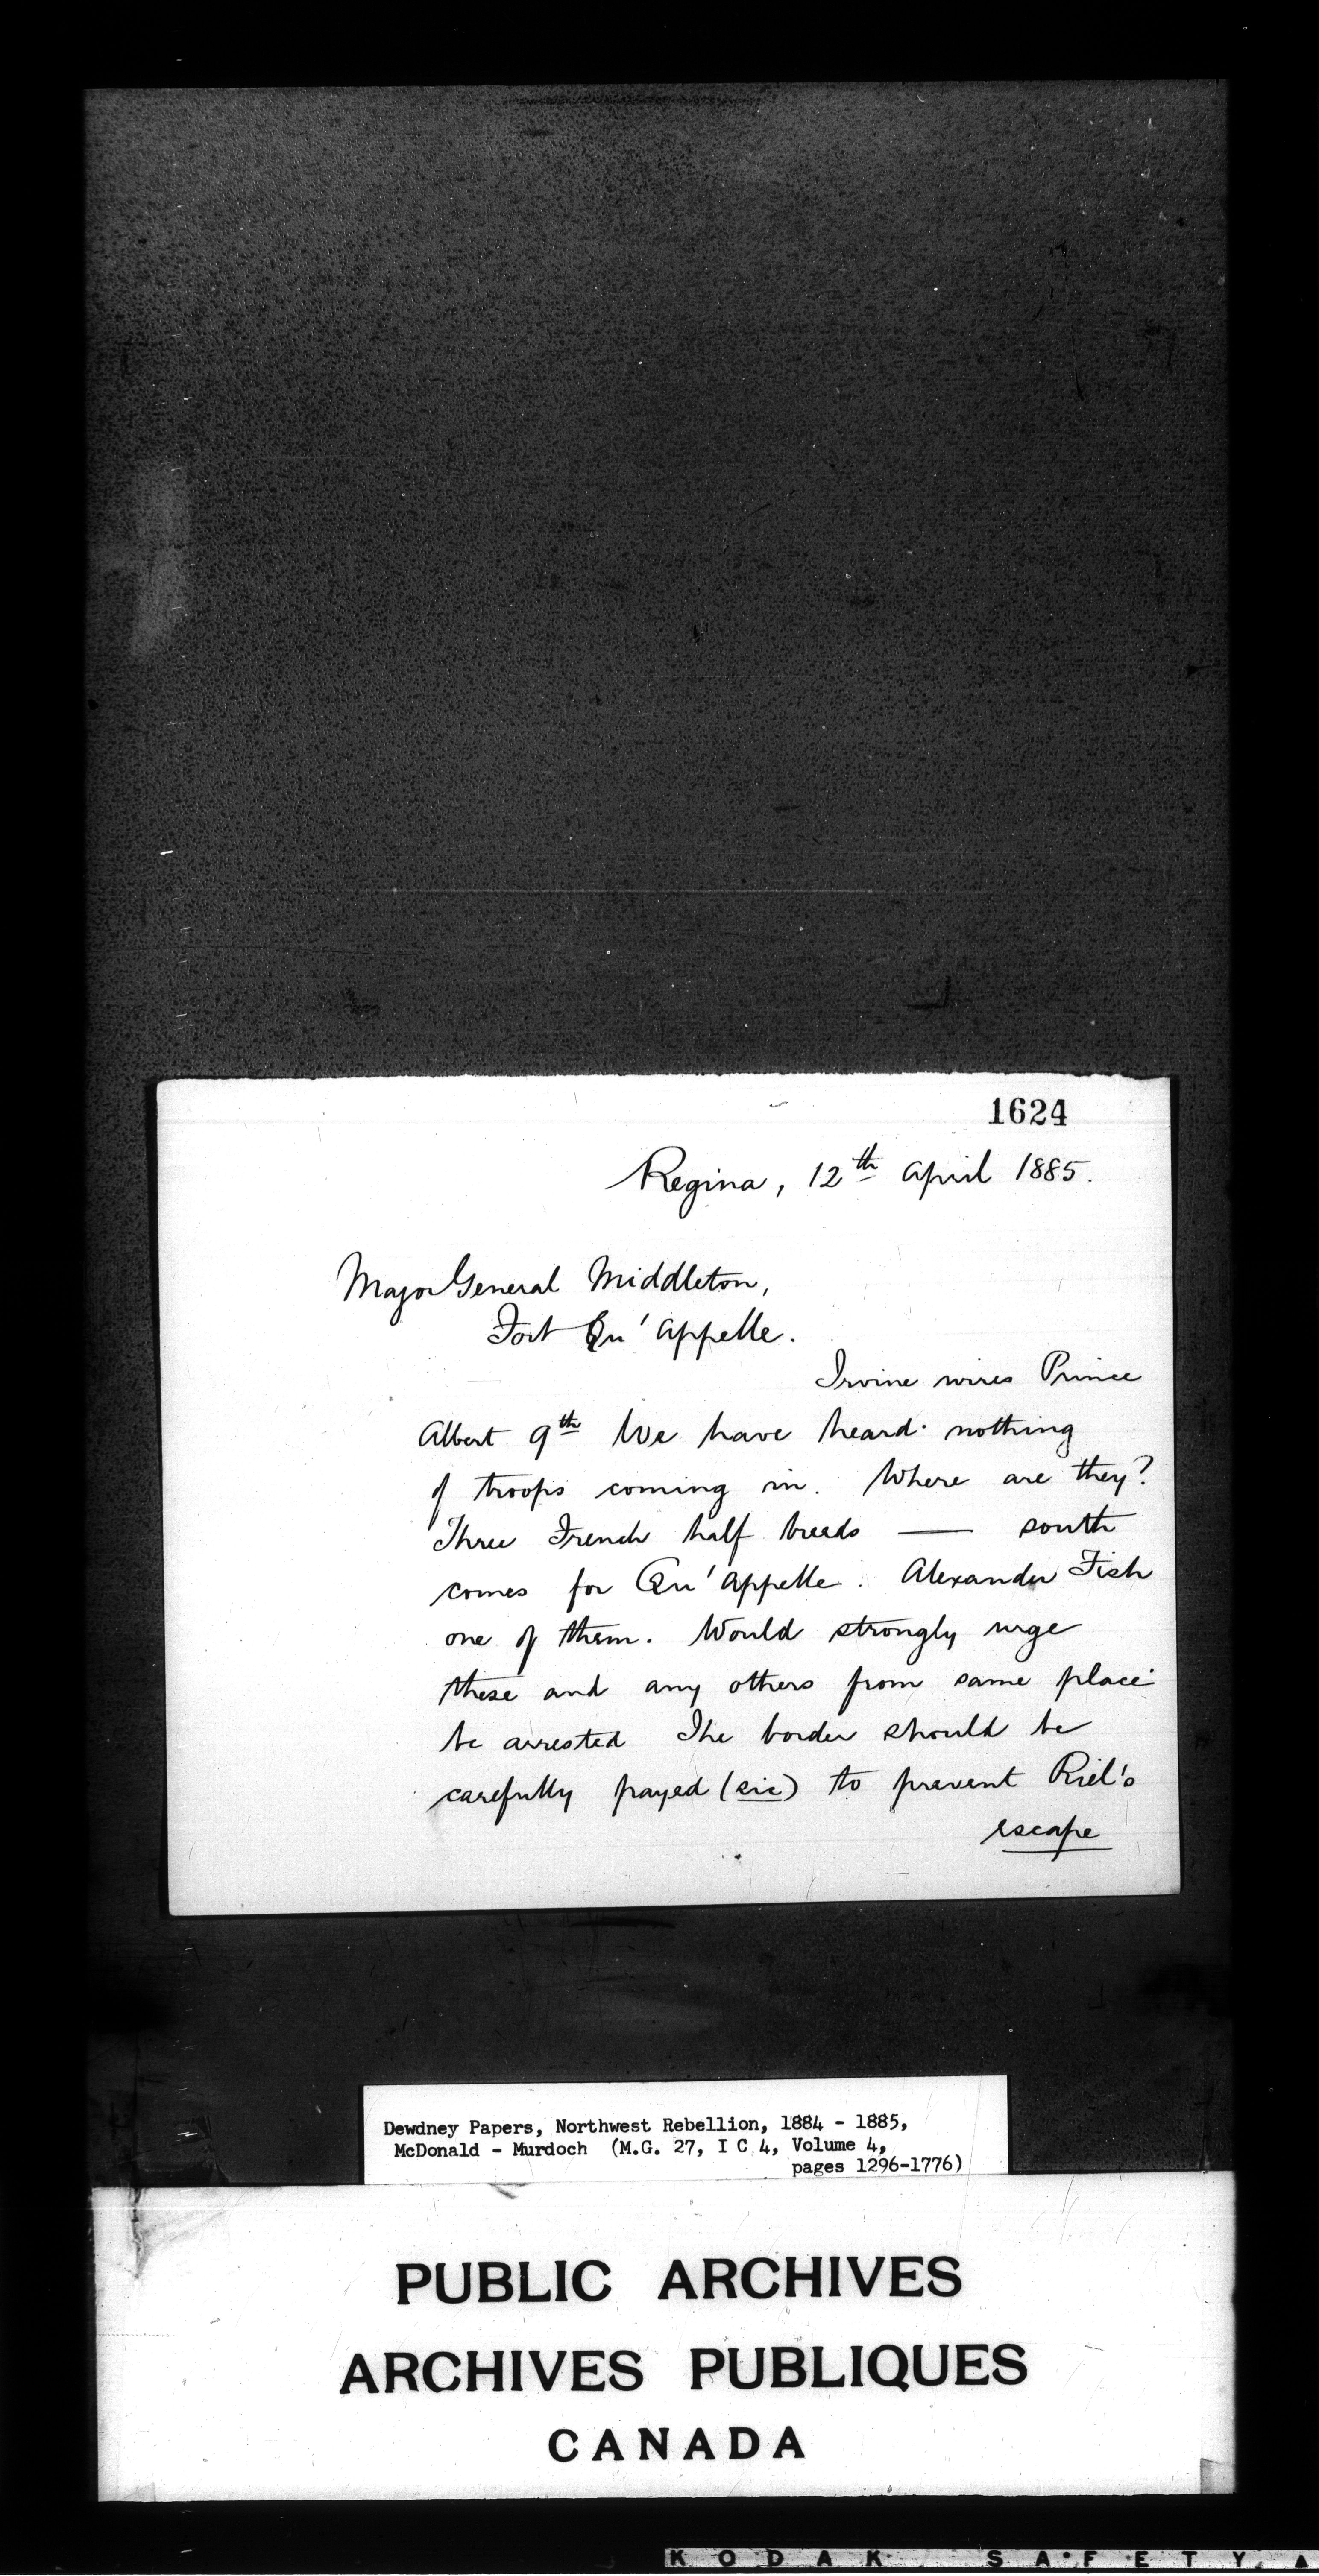 1624
Regina, 12th April 1885.
Major General Middleton,
Fort Qu'Appelle.
Irvine wires Prince
Albert 9th We have heard nothing
of troops coming in. Where are they?
Three French half breeds — south
comes for Qu'Appelle. Alexander Fish
one of them. Would strongly urge
these and any others from same place
be arrested The border should be
carefully prayed (sic) to prevent Riel's
escape
Dewdney Papers, Northwest Rebellion, 1884 - 1885,
McDonald - Murdoch (M.G. 27, I C 4, Volume 4,
pages 1296-1776)
PUBLIC ARCHIVES
ARCHIVES PUBLIQUES
CANADA
KODAK SAFETY